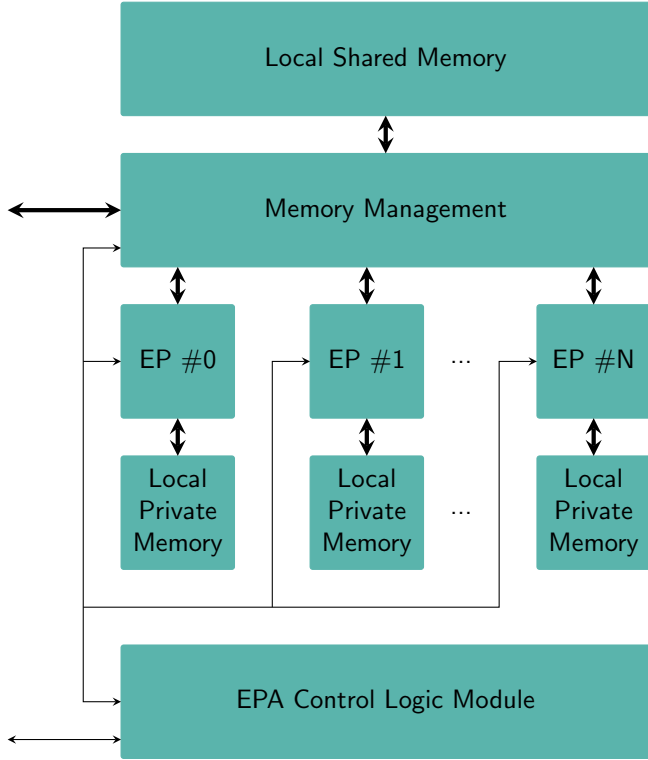 Local Shared Memory
Memory Management
EP #0
EP #1
...
EP #N
Local
Private
Memory
Local
Private
Memory
...
Local
Private
Memory
EPA Control Logic Module